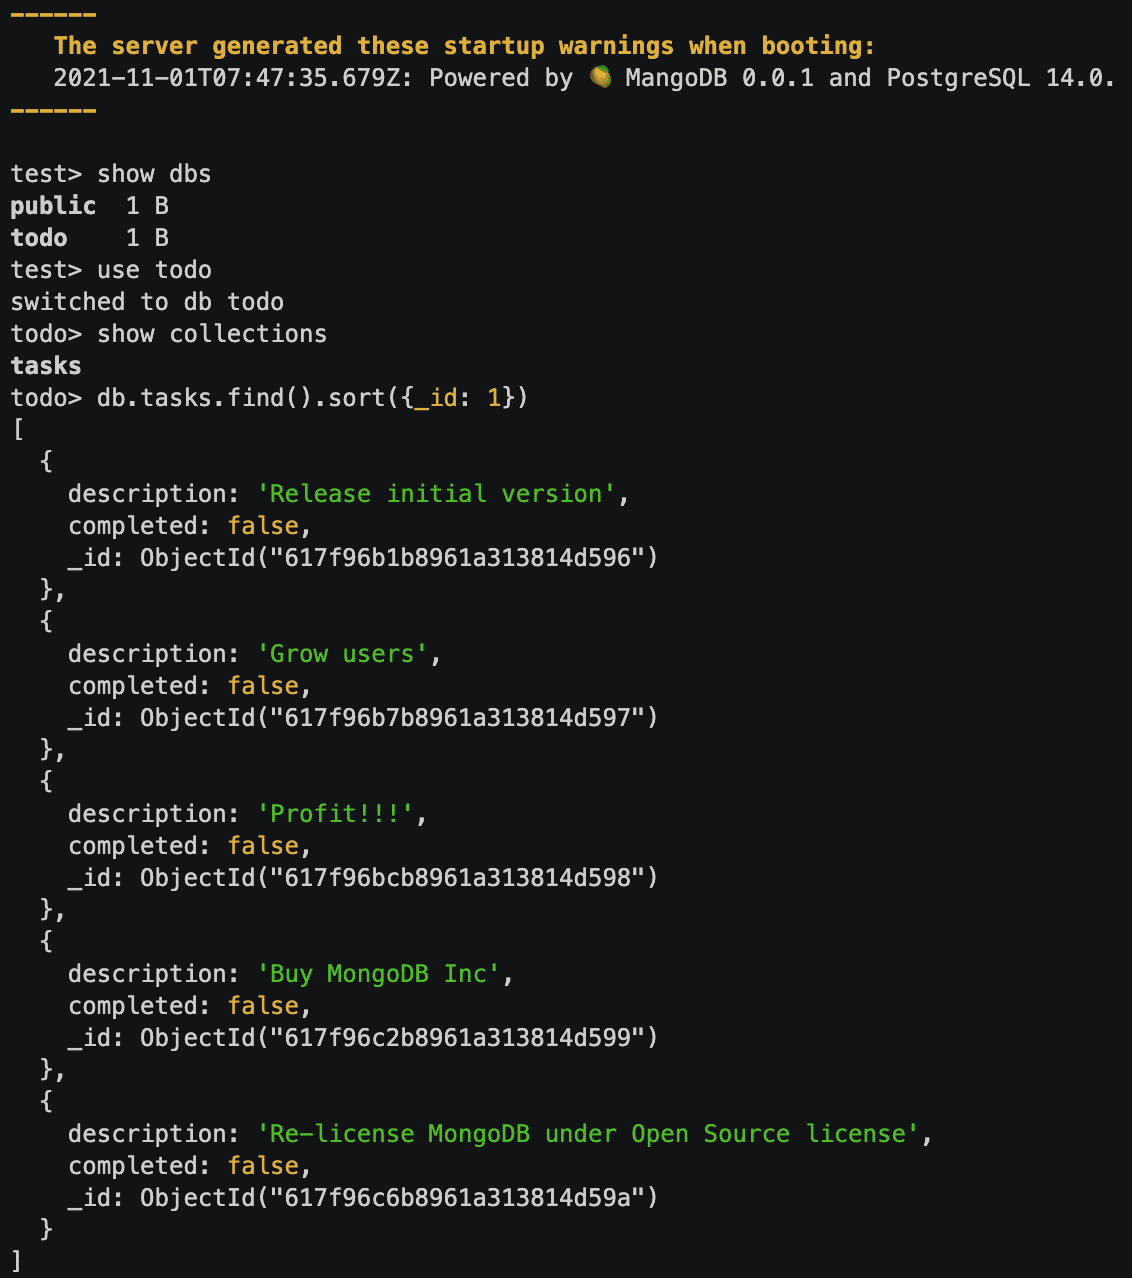 ------
   The server generated these startup warnings when booting:
   2021-11-01T07:47:35.679Z: Powered by 🥭 MangoDB 0.0.1 and PostgreSQL 14.0.
------

test> show dbs
public  1 B
todo    1 B
test> use todo
switched to db todo
todo> show collections
tasks
todo> db.tasks.find().sort({_id: 1})
[
  {
    description: 'Release initial version',
    completed: false,
    _id: ObjectId("617f96b1b8961a313814d596")
  },
  {
    description: 'Grow users',
    completed: false,
    _id: ObjectId("617f96b7b8961a313814d597")
  },
  {
    description: 'Profit!!!',
    completed: false,
    _id: ObjectId("617f96bcb8961a313814d598")
  },
  {
    description: 'Buy MongoDB Inc',
    completed: false,
    _id: ObjectId("617f96c2b8961a313814d599")
  },
  {
    description: 'Re-license MongoDB under Open Source license',
    completed: false,
    _id: ObjectId("617f96c6b8961a313814d59a")
  }
]